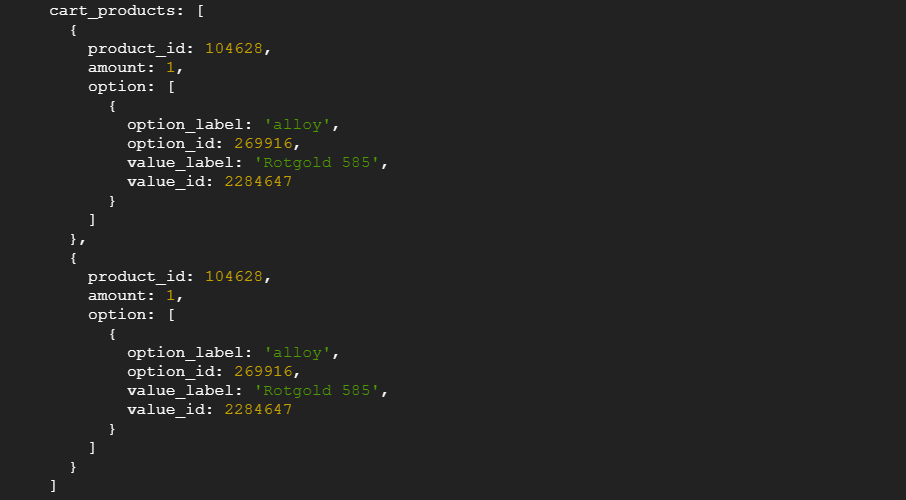 cart_products: [
{
product_id: 104628,
amount: 1,
option: [
{
option_label: 'alloy',
option_id: 269916,
value_label: 'Rotgold 585',
value_id: 2284647
}
]
},
{
product_id: 104628,
amount: 1,
option: [
{
option_label: 'alloy',
option_id: 269916,
value_label: 'Rotgold 585',
value_id: 2284647
}
]
}
]